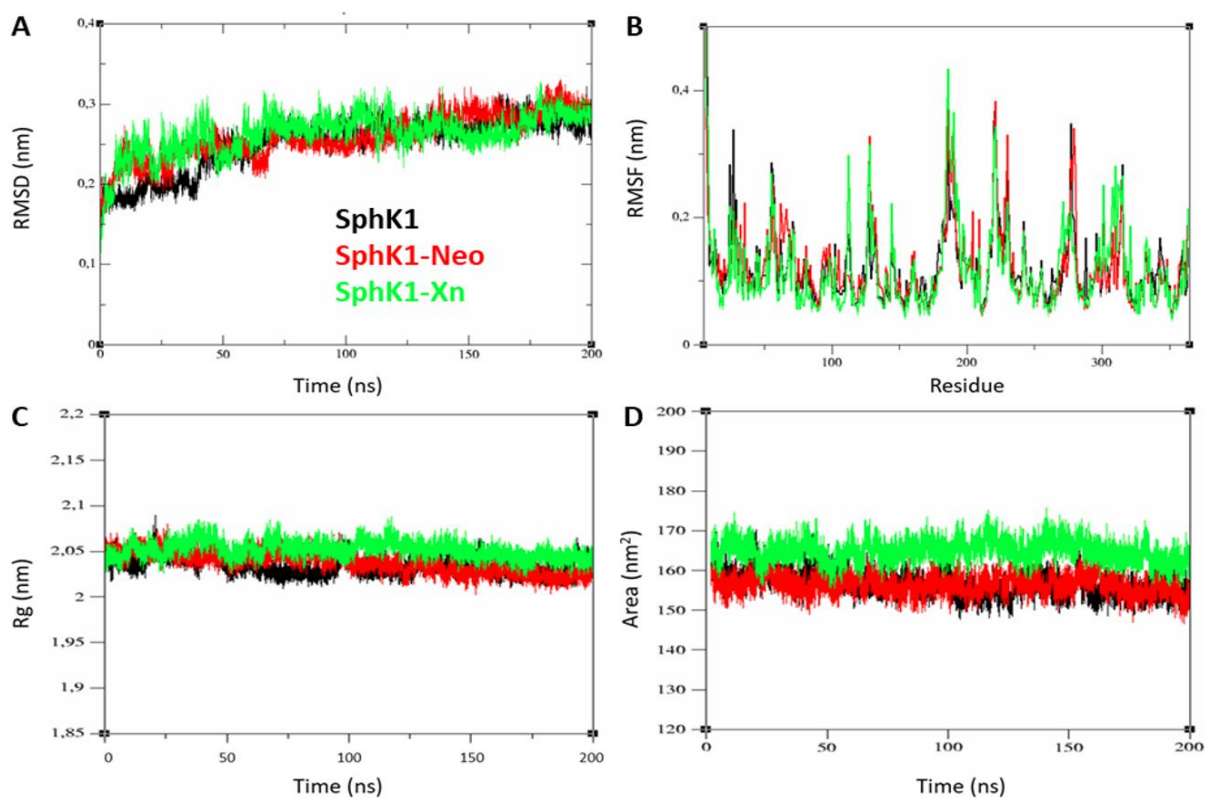 A
0,4
0,3
0,2
0,1
0
RMSD (nm)
SphK1
SphK1-Neo
SphK1-Xn
0 50 100 150 200
Time (ns)
B
0,4
0,2
0
RMSF (nm)
100 200 300
Residue
C
2,2
2,15
2,1
2,05
2
1,95
1,9
1,85
Rg (nm)
0 50 100 150 200
Time (ns)
D
200
190
180
170
160
150
140
130
120
Area (nm²)
0 50 100 150 200
Time (ns)